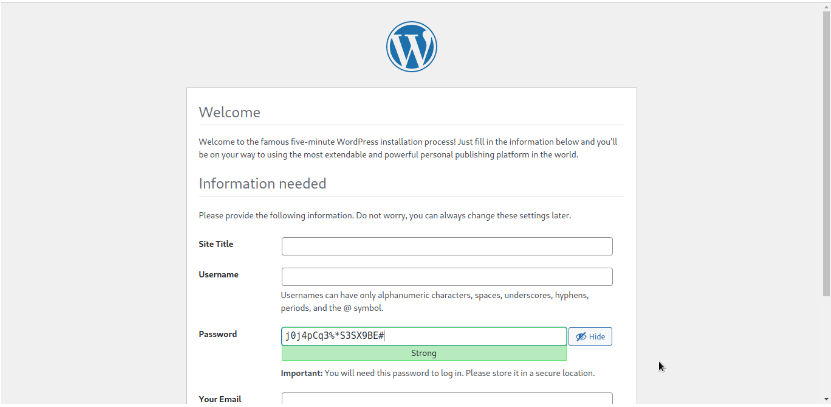 Welcome
Welcome to the famous five-minute WordPress installation process! Just fill in the information below and you'll
be on your way to using the most extendable and powerful personal publishing platform in the world.
Information needed
Please provide the following information. Do not worry, you can always change these settings later.
Site Title
Username
Usernames can have only alphanumeric characters, spaces, underscores, hyphens,
periods, and the @ symbol.
Password
j0j4pCq3%*S3SX9BE#
Hide
Strong
Important: You will need this password to log in. Please store it in a secure location.
Your Email